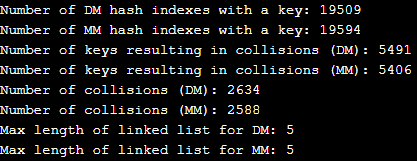 Number of DM hash indexes with a key: 19509
Number of MM hash indexes with a key: 19594
Number of keys resulting in collisions (DM): 5491
Number of keys resulting in collisions (MM): 5406
Number of collisions (DM): 2634
Number of collisions (MM): 2588
Max length of linked list for DM: 5
Max length of linked list for MM: 5